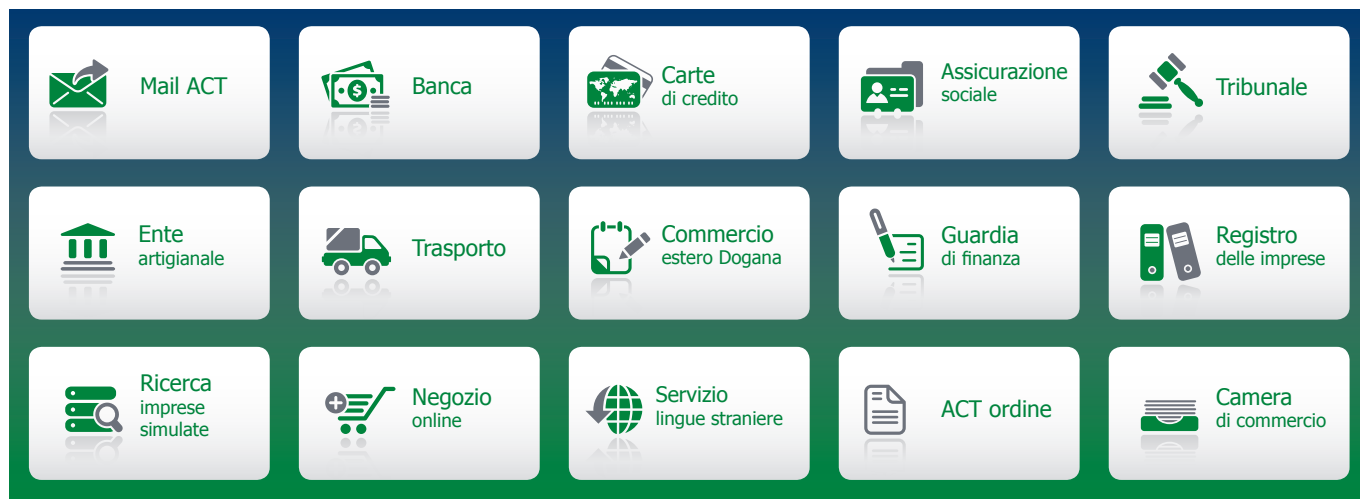 Mail ACT
Banca
Carte
di credito
Assicurazione
sociale
Tribunale
Ente
artigianale
Trasporto
Commercio
estero Dogana
Guardia
di finanza
Registro
delle imprese
Ricerca
imprese
simulate
Negozio
online
Servizio
lingue straniere
ACT ordine
Camera
di commercio